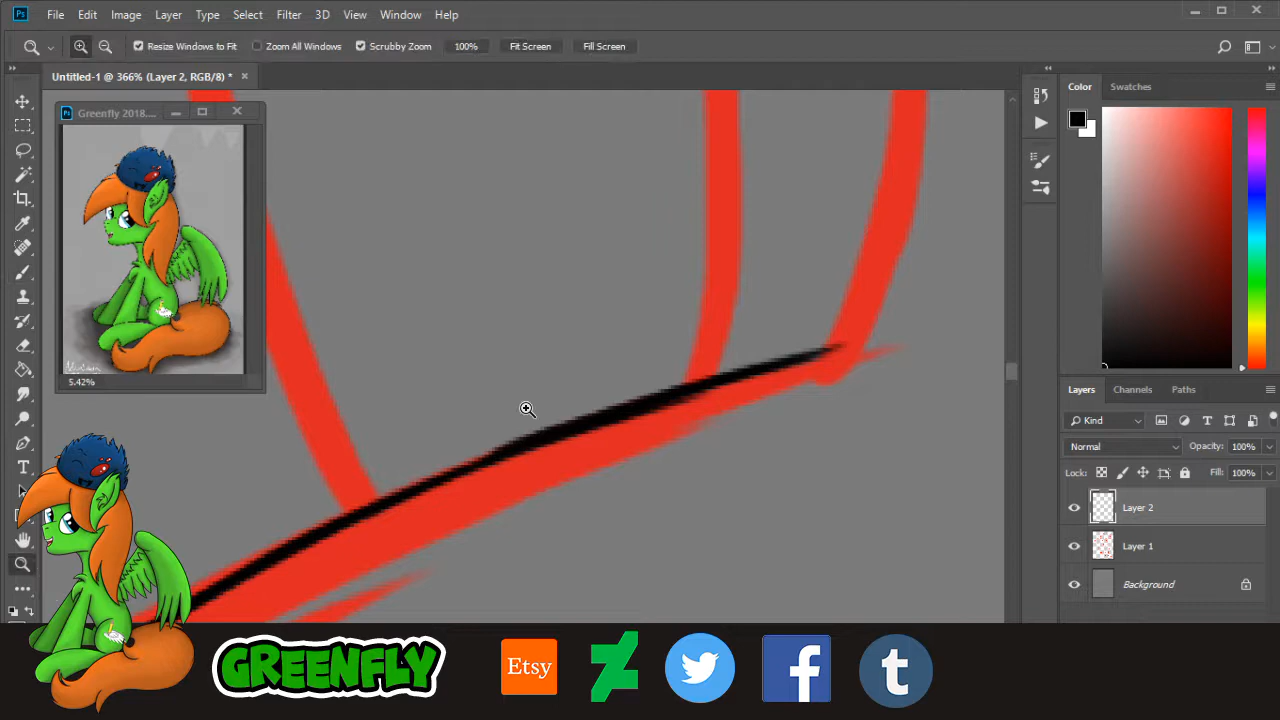 Ps File Edit Image Layer Type Select Filter 3D View Window Help
Resize Windows to Fit Zoom All Windows Scrubby Zoom 100% Fit Screen Fill Screen
Untitled-1 @ 366% (Layer 2, RGB/8) * ×
Ps Greenfly 2018....
5.42%
Color Swatches
Layers Channels Paths
Kind
Normal Opacity: 100%
Lock: Fill: 100%
Layer 2
Layer 1
Background
GREENFLY
Etsy
f
t